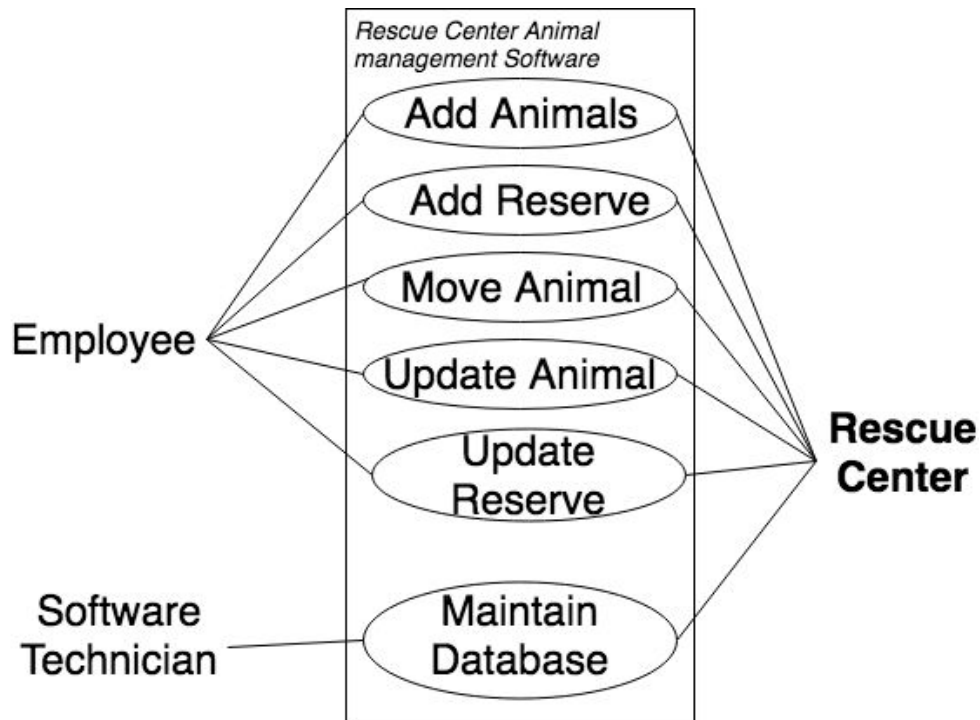 Rescue Center Animal
management Software
Add Animals
Add Reserve
Move Animal
Employee
Update Animal
Update
Reserve
Rescue
Center
Software
Technician
Maintain
Database